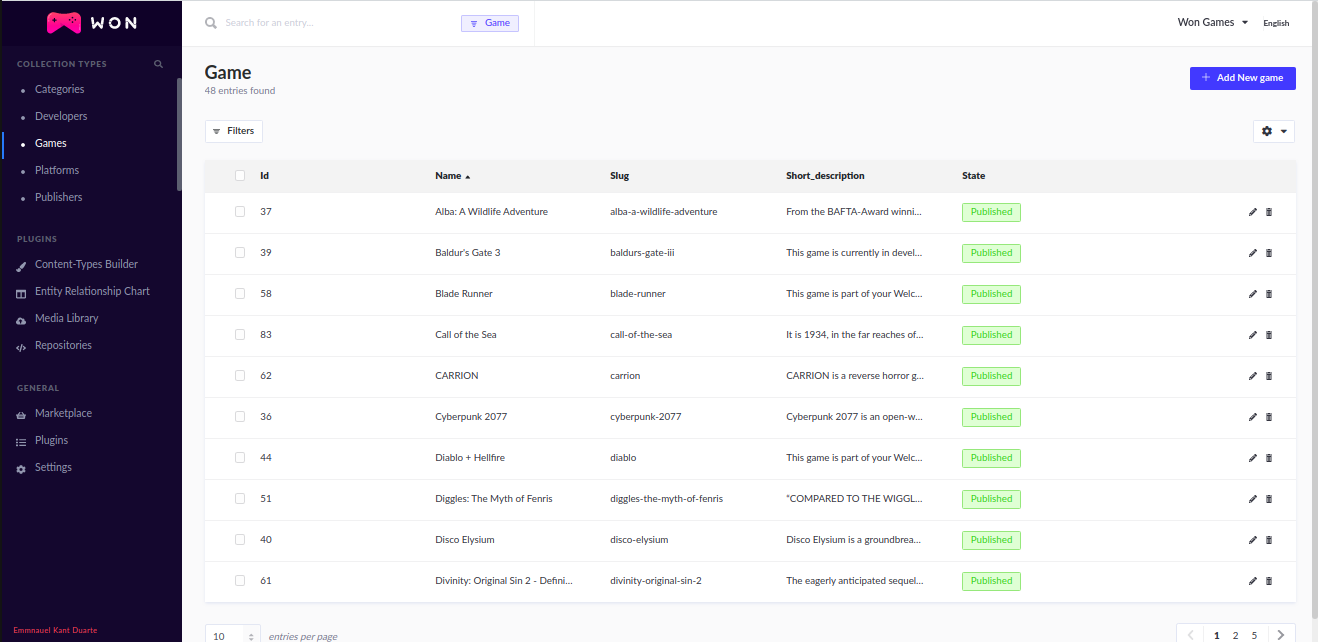 WON
COLLECTION TYPES
Categories
Developers
Games
Platforms
Publishers
PLUGINS
Content-Types Builder
Entity Relationship Chart
Media Library
Repositories
GENERAL
Marketplace
Plugins
Settings
Emmnauel Kant Duarte
Search for an entry...
Game
Won Games
English
Game
48 entries found
Add New game
Filters
Id Name Slug Short_description State
37 Alba: A Wildlife Adventure alba-a-wildlife-adventure From the BAFTA-Award winni... Published
39 Baldur's Gate 3 baldurs-gate-iii This game is currently in devel... Published
58 Blade Runner blade-runner This game is part of your Welc... Published
83 Call of the Sea call-of-the-sea It is 1934, in the far reaches of... Published
62 CARRION carrion CARRION is a reverse horror g... Published
36 Cyberpunk 2077 cyberpunk-2077 Cyberpunk 2077 is an open-w... Published
44 Diablo + Hellfire diablo This game is part of your Welc... Published
51 Diggles: The Myth of Fenris diggles-the-myth-of-fenris "COMPARED TO THE WIGGL... Published
40 Disco Elysium disco-elysium Disco Elysium is a groundbrea... Published
61 Divinity: Original Sin 2 - Defini... divinity-original-sin-2 The eagerly anticipated sequel... Published
10 entries per page
1 2 5